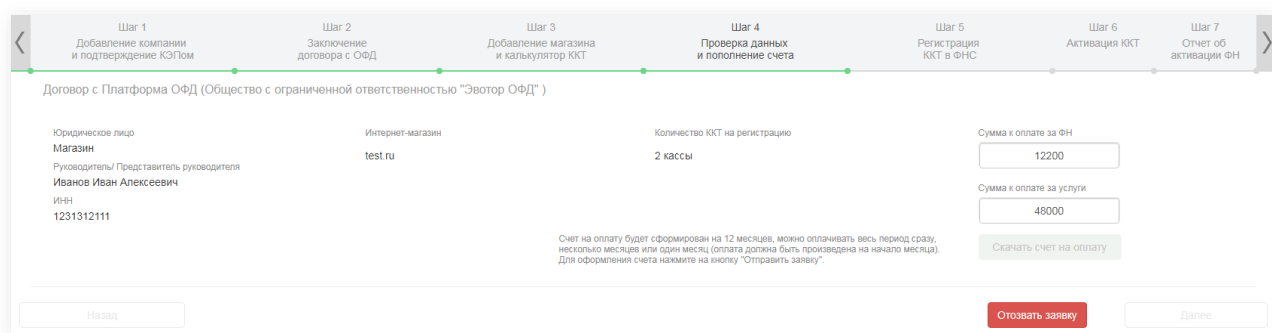 Шаг 1
Добавление компании
и подтверждение КЭПом
Шаг 2
Заключение
договора с ОФД
Шаг 3
Добавление магазина
и калькулятор ККТ
Шаг 4
Проверка данных
и пополнение счета
Шаг 5
Регистрация
ККТ в ФНС
Шаг 6
Активация ККТ
Шаг 7
Отчет об
активации ФН
Договор с Платформа ОФД (Общество с ограниченной ответственностью "Эвотор ОФД" )
Юридическое лицо
Магазин
Руководитель/ Представитель руководителя
Иванов Иван Алексеевич
ИНН
1231312111
Интернет-магазин
test.ru
Количество ККТ на регистрацию
2 кассы
Сумма к оплате за ФН
12200
Сумма к оплате за услуги
48000
Счет на оплату будет сформирован на 12 месяцев, можно оплачивать весь период сразу,
несколько месяцев или один месяц (оплата должна быть произведена на начало месяца).
Для оформления счета нажмите на кнопку "Отправить заявку".
Скачать счет на оплату
Назад
Отозвать заявку
Далее